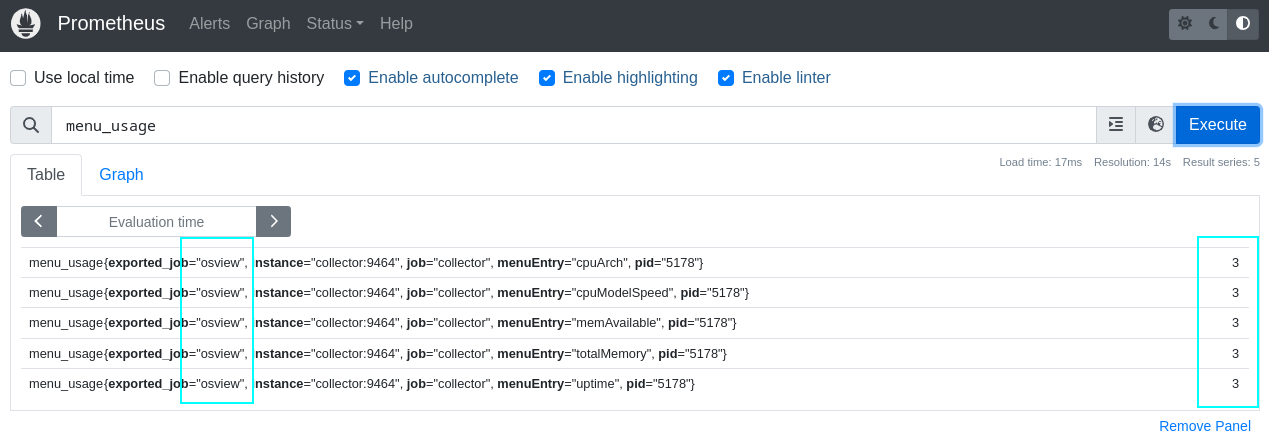 Prometheus Alerts Graph Status Help
Use local time Enable query history Enable autocomplete Enable highlighting Enable linter
menu_usage Execute
Table Graph Load time: 17ms Resolution: 14s Result series: 5
Evaluation time
menu_usage{exported_job="osview", instance="collector:9464", job="collector", menuEntry="cpuArch", pid="5178"} 3
menu_usage{exported_job="osview", instance="collector:9464", job="collector", menuEntry="cpuModelSpeed", pid="5178"} 3
menu_usage{exported_job="osview", instance="collector:9464", job="collector", menuEntry="memAvailable", pid="5178"} 3
menu_usage{exported_job="osview", instance="collector:9464", job="collector", menuEntry="totalMemory", pid="5178"} 3
menu_usage{exported_job="osview", instance="collector:9464", job="collector", menuEntry="uptime", pid="5178"} 3
Remove Panel